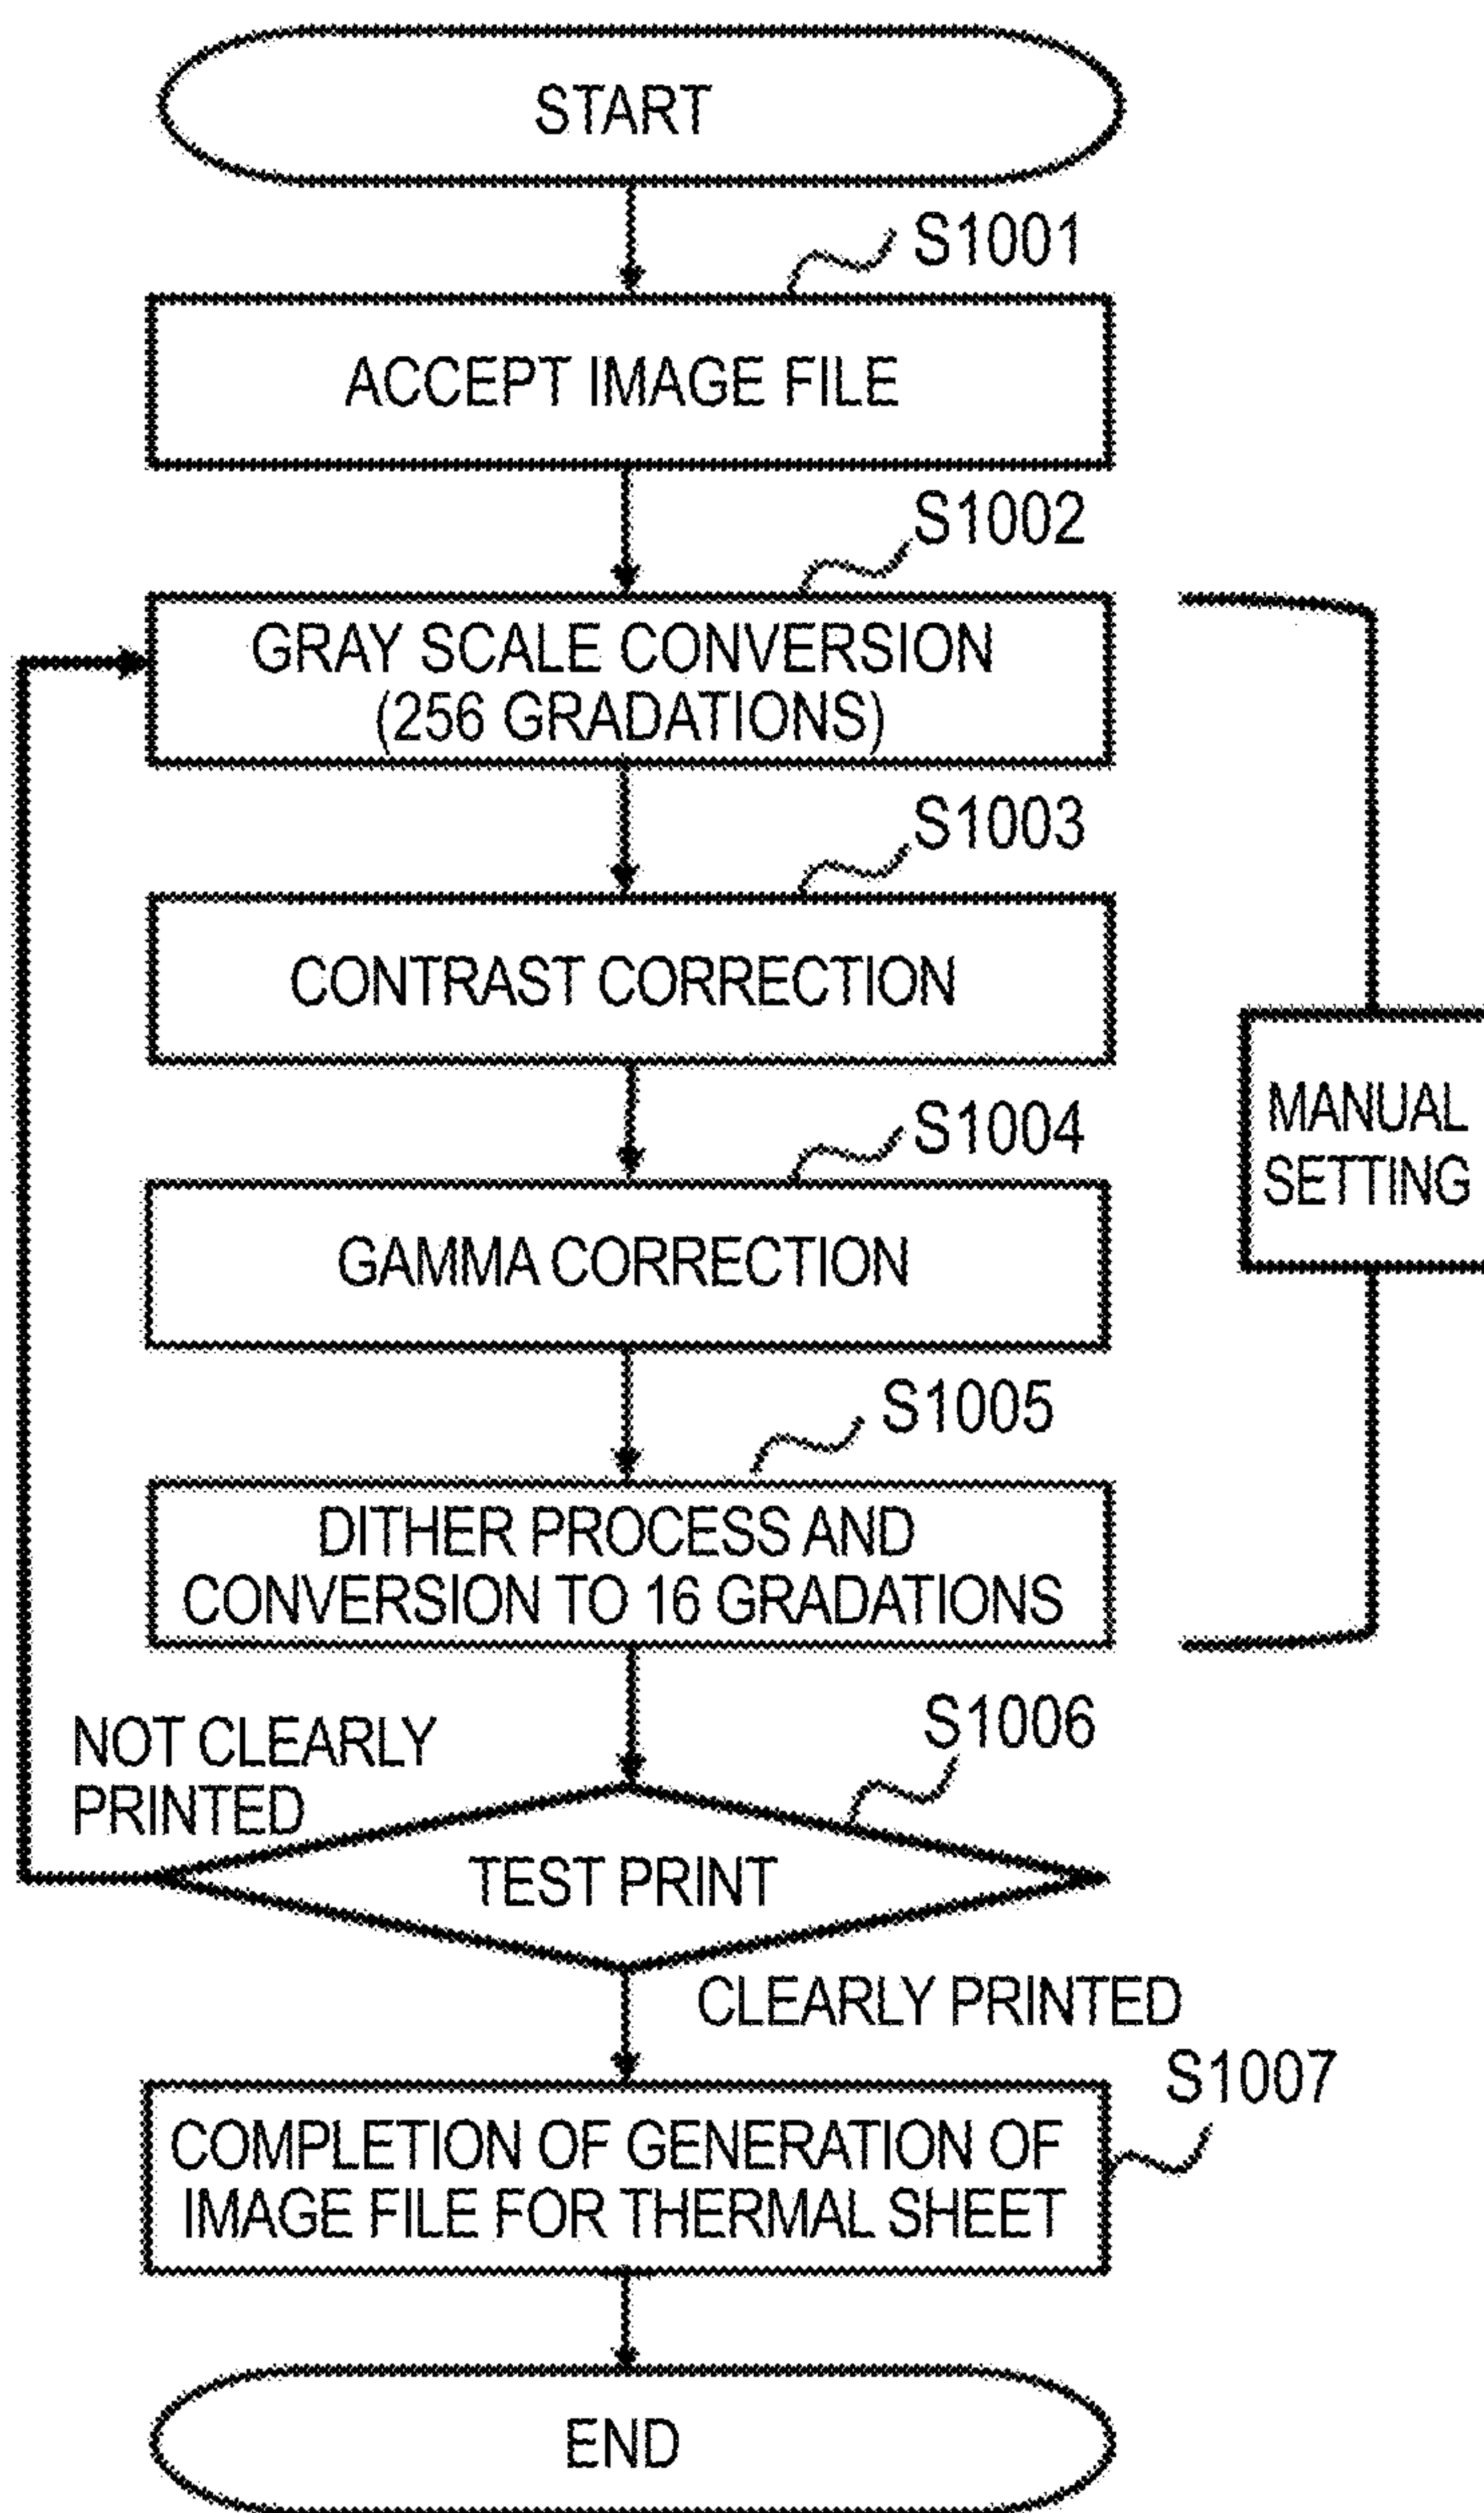 START
S1001
ACCEPT IMAGE FILE
S1002
GRAY SCALE CONVERSION
(256 GRADATIONS)
S1003
CONTRAST CORRECTION
S1004
MANUAL
SETTING
GAMMA CORRECTION
S1005
DITHER PROCESS AND
CONVERSION TO 16 GRADATIONS
S1006
NOT CLEARLY
PRINTED
TEST PRINT
CLEARLY PRINTED
S1007
COMPLETION OF GENERATION OF
IMAGE FILE FOR THERMAL SHEET
END